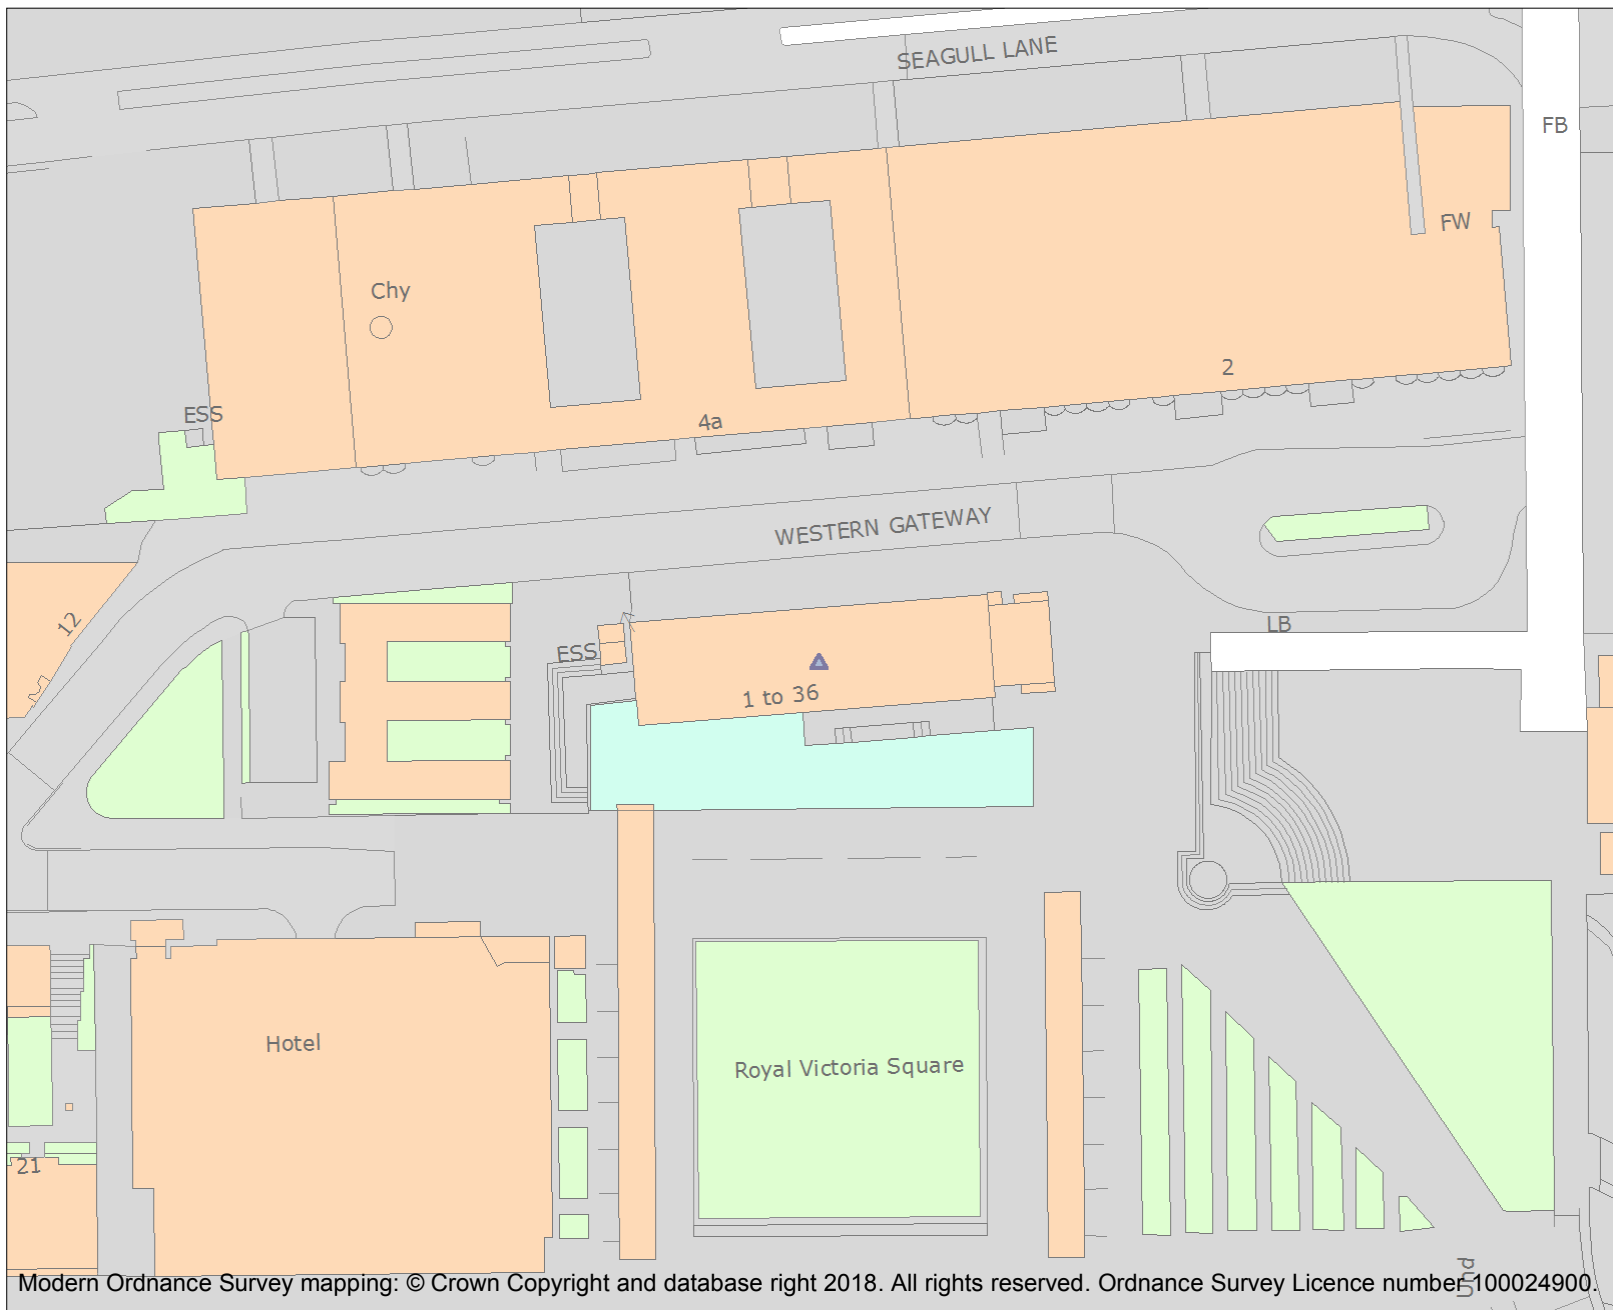 SEAGULL LANE
FB
FW
Chy
2
ESS
4a
WESTERN GATEWAY
12
LB
ESS
1 to 36
Hotel
Royal Victoria Square
21
Und
Modern Ordnance Survey mapping: © Crown Copyright and database right 2018. All rights reserved. Ordnance Survey Licence number 100024900.